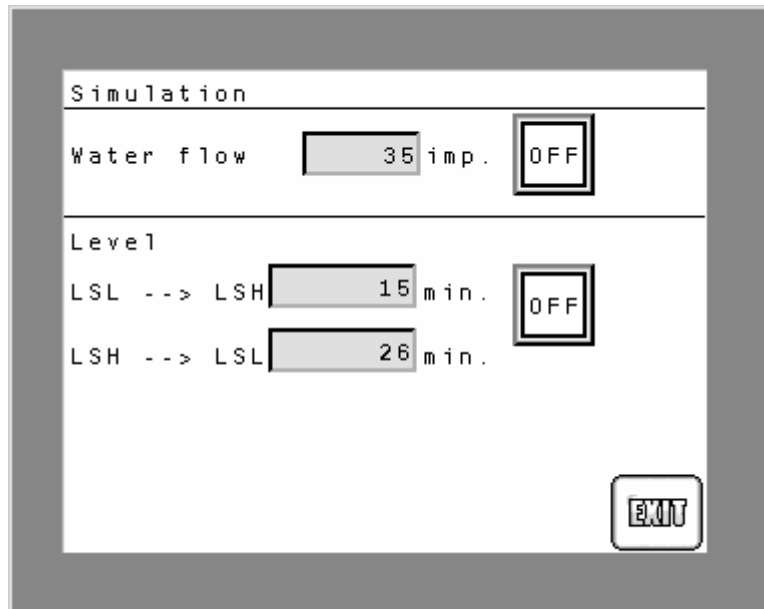 Simulation
Water flow 35 imp. OFF
Level
LSL --> LSH 15 min. OFF
LSH --> LSL 26 min.
EXIT